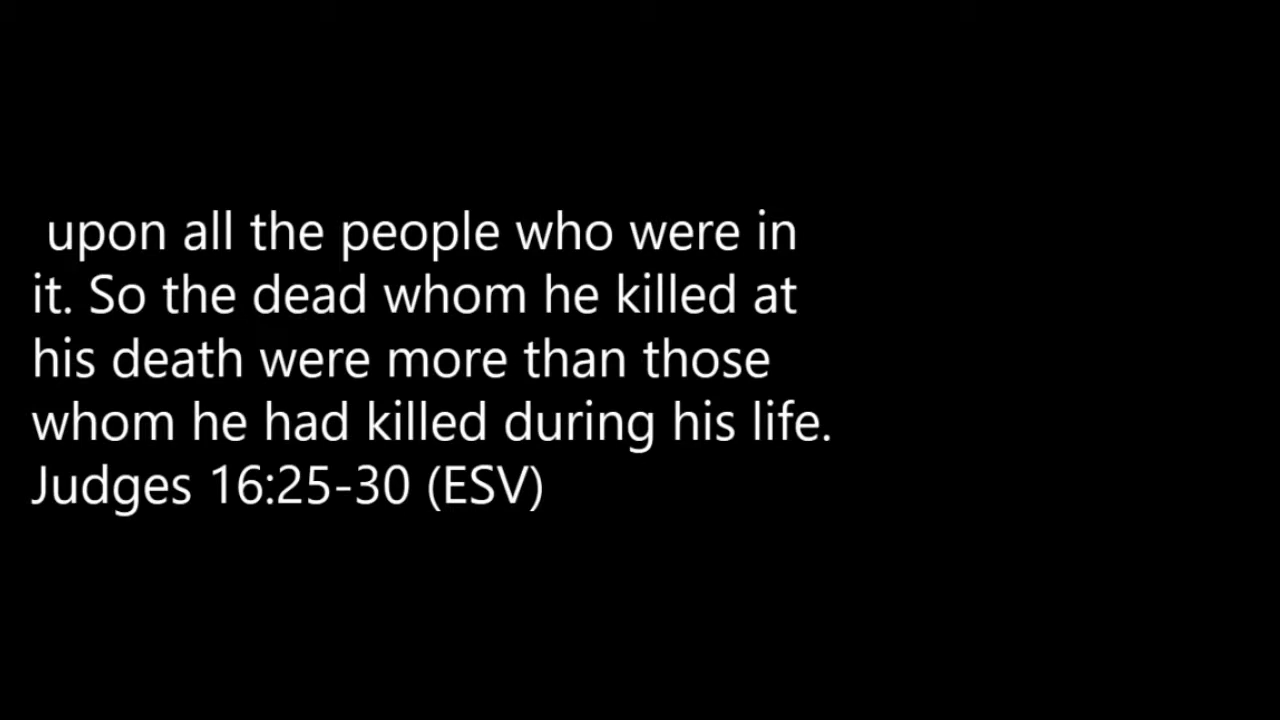 upon all the people who were in
it. So the dead whom he killed at
his death were more than those
whom he had killed during his life.
Judges 16:25-30 (ESV)